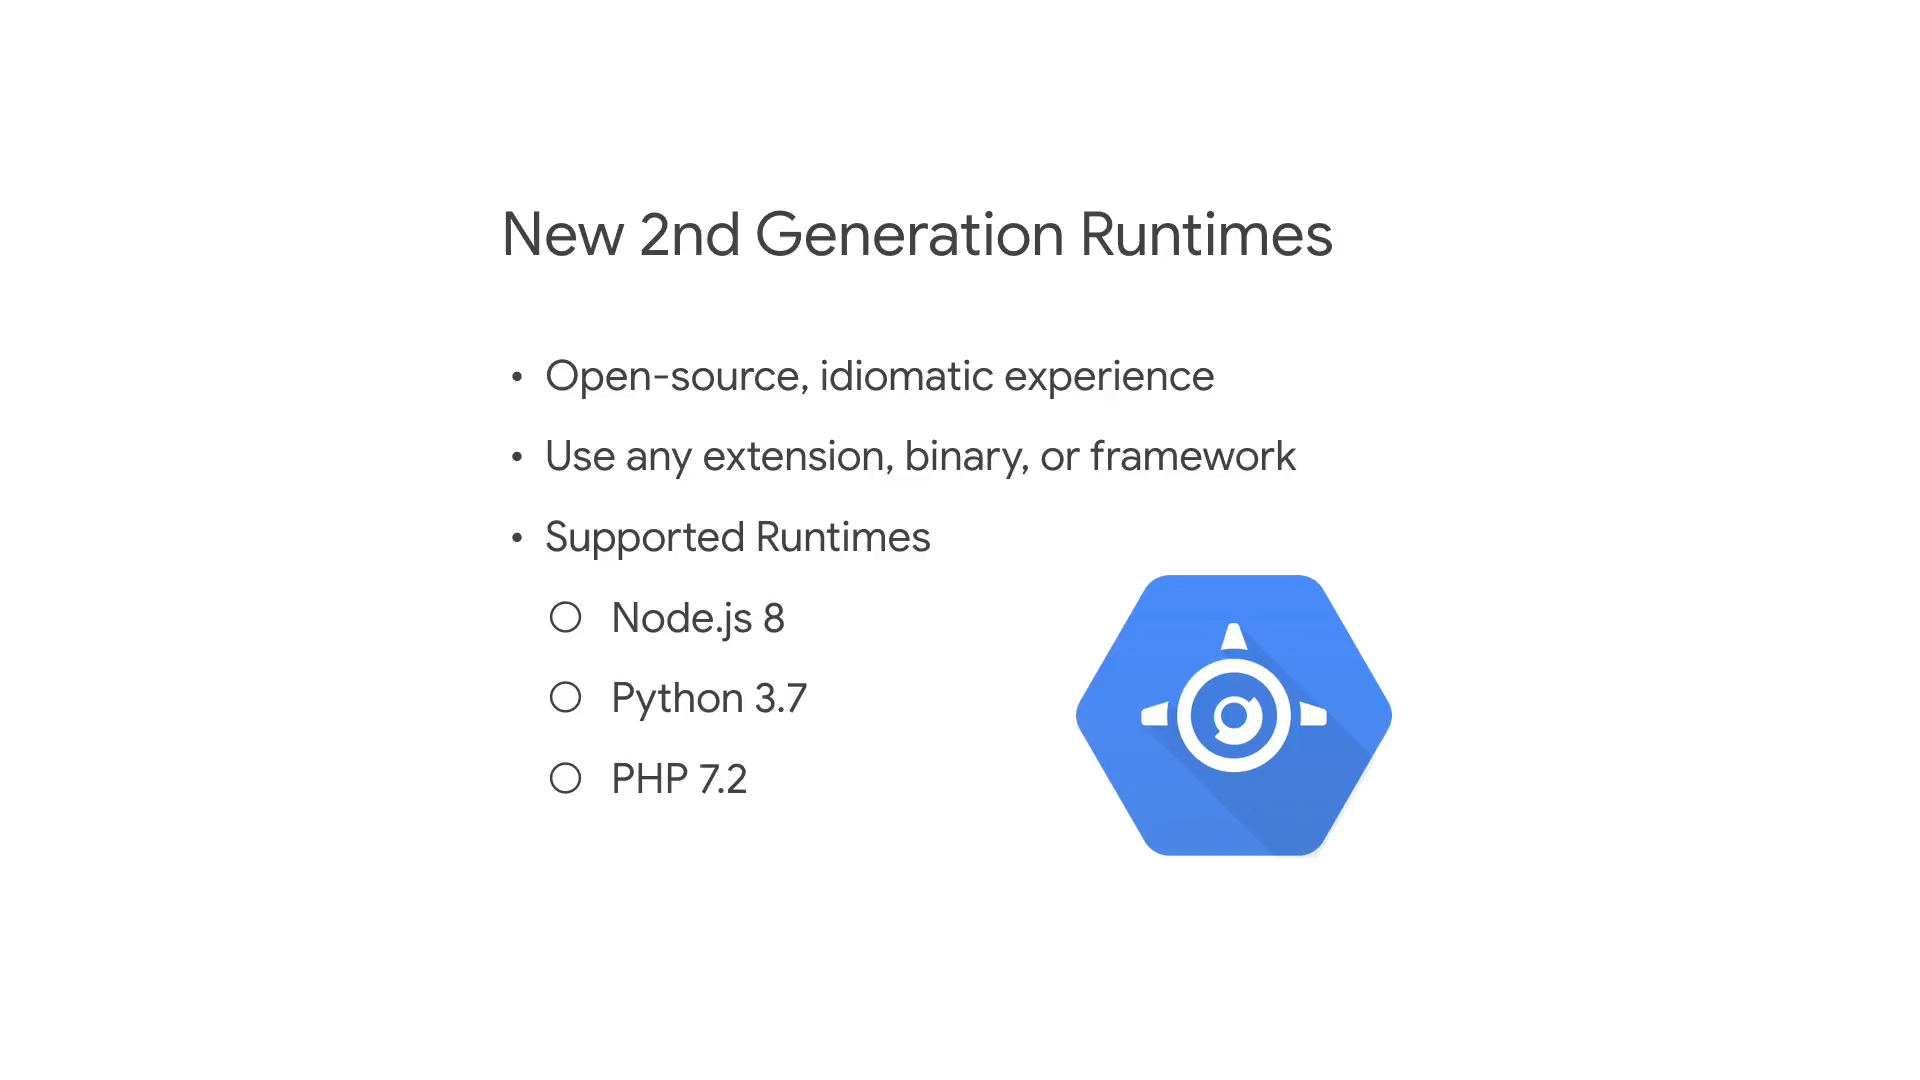 New 2nd Generation Runtimes
• Open-source, idiomatic experience
• Use any extension, binary, or framework
• Supported Runtimes
○ Node.js 8
○ Python 3.7
○ PHP 7.2